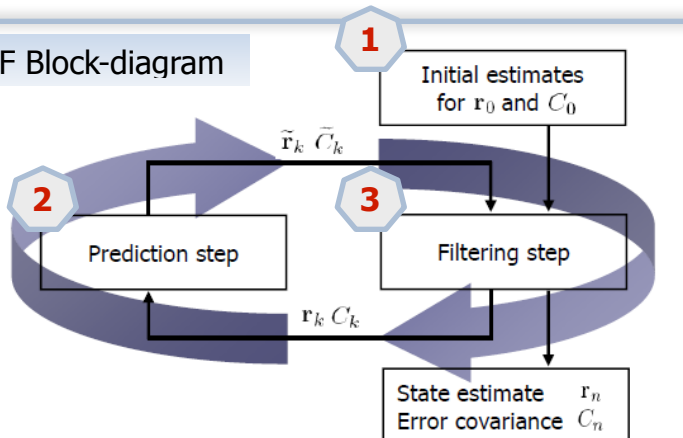 F Block-diagram
1
Initial estimates
for r₀ and C₀
r̃ₖ C̃ₖ
2
3
Prediction step
Filtering step
rₖ Cₖ
State estimate rₙ
Error covariance Cₙ